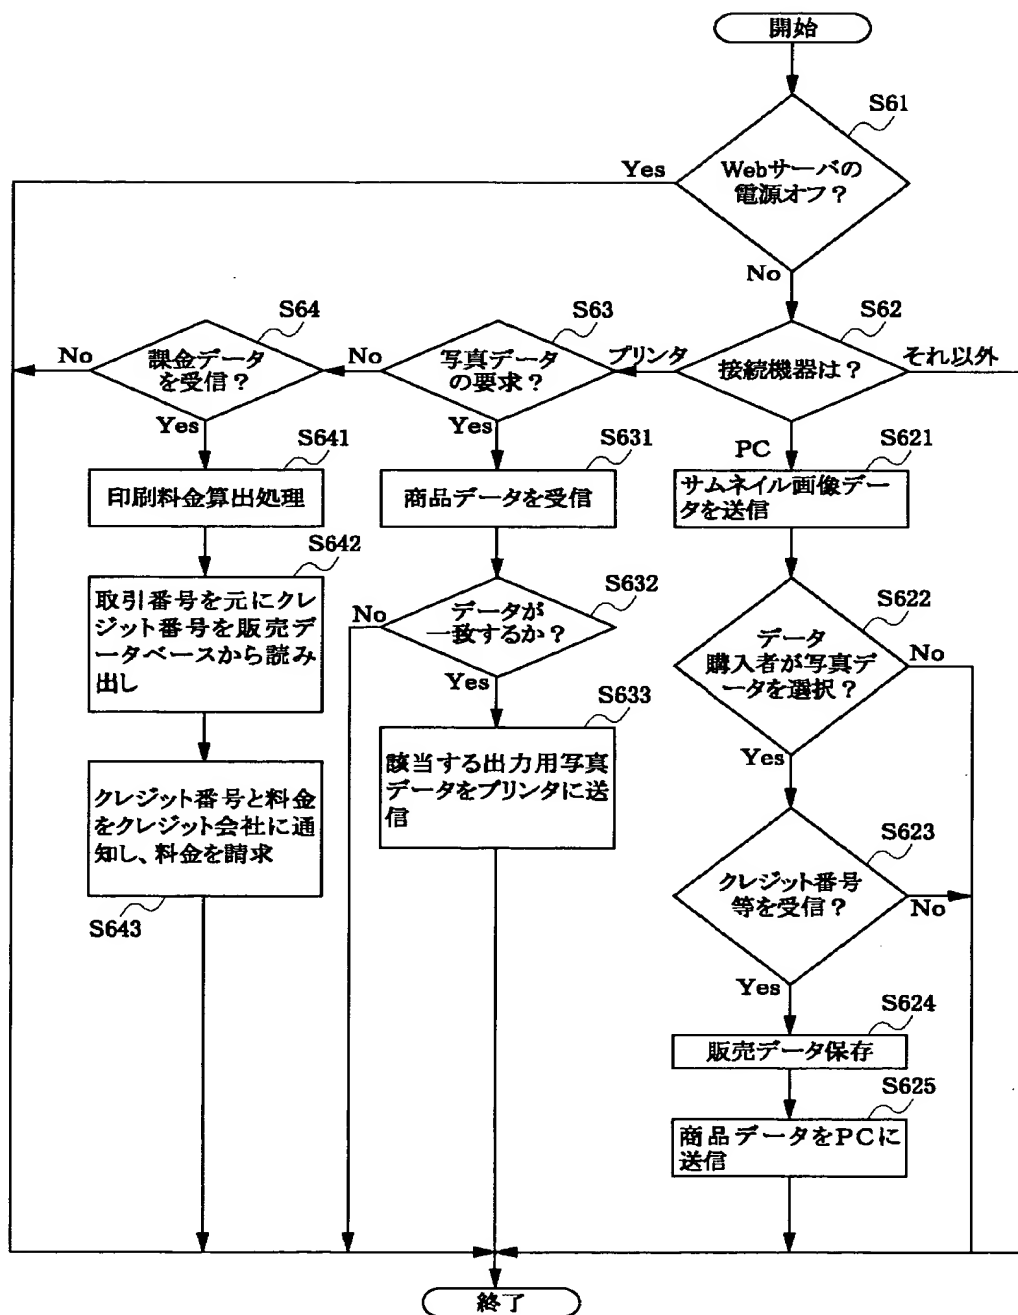 開始
S61
Yes
Webサーバの
電源オフ?
No
S64
S63
S62
No
課金データ
を受信?
No
写真データ
の要求?
プリンタ
接続機器は?
それ以外
Yes
Yes
PC
S641
S631
S621
印刷料金算出処理
商品データを受信
サムネイル画像デー
タを送信
S642
S632
S622
取引番号を元にクレ
ジット番号を販売デ
ータベースから読み
出し
No
データが
一致するか?
データ
購入者が写真デ
ータを選択?
No
Yes
S633
Yes
クレジット番号と料金
をクレジット会社に通
知し、料金を請求
該当する出力用写真
データをプリンタに送
信
S623
S643
クレジット番号
等を受信?
No
Yes
S624
販売データ保存
S625
商品データをPCに
送信
終了